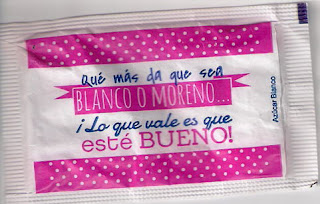 Qué más da que sea
BLANCO O MORENO...
¡Lo que vale es que
esté BUENO!
Azúcar Blanco